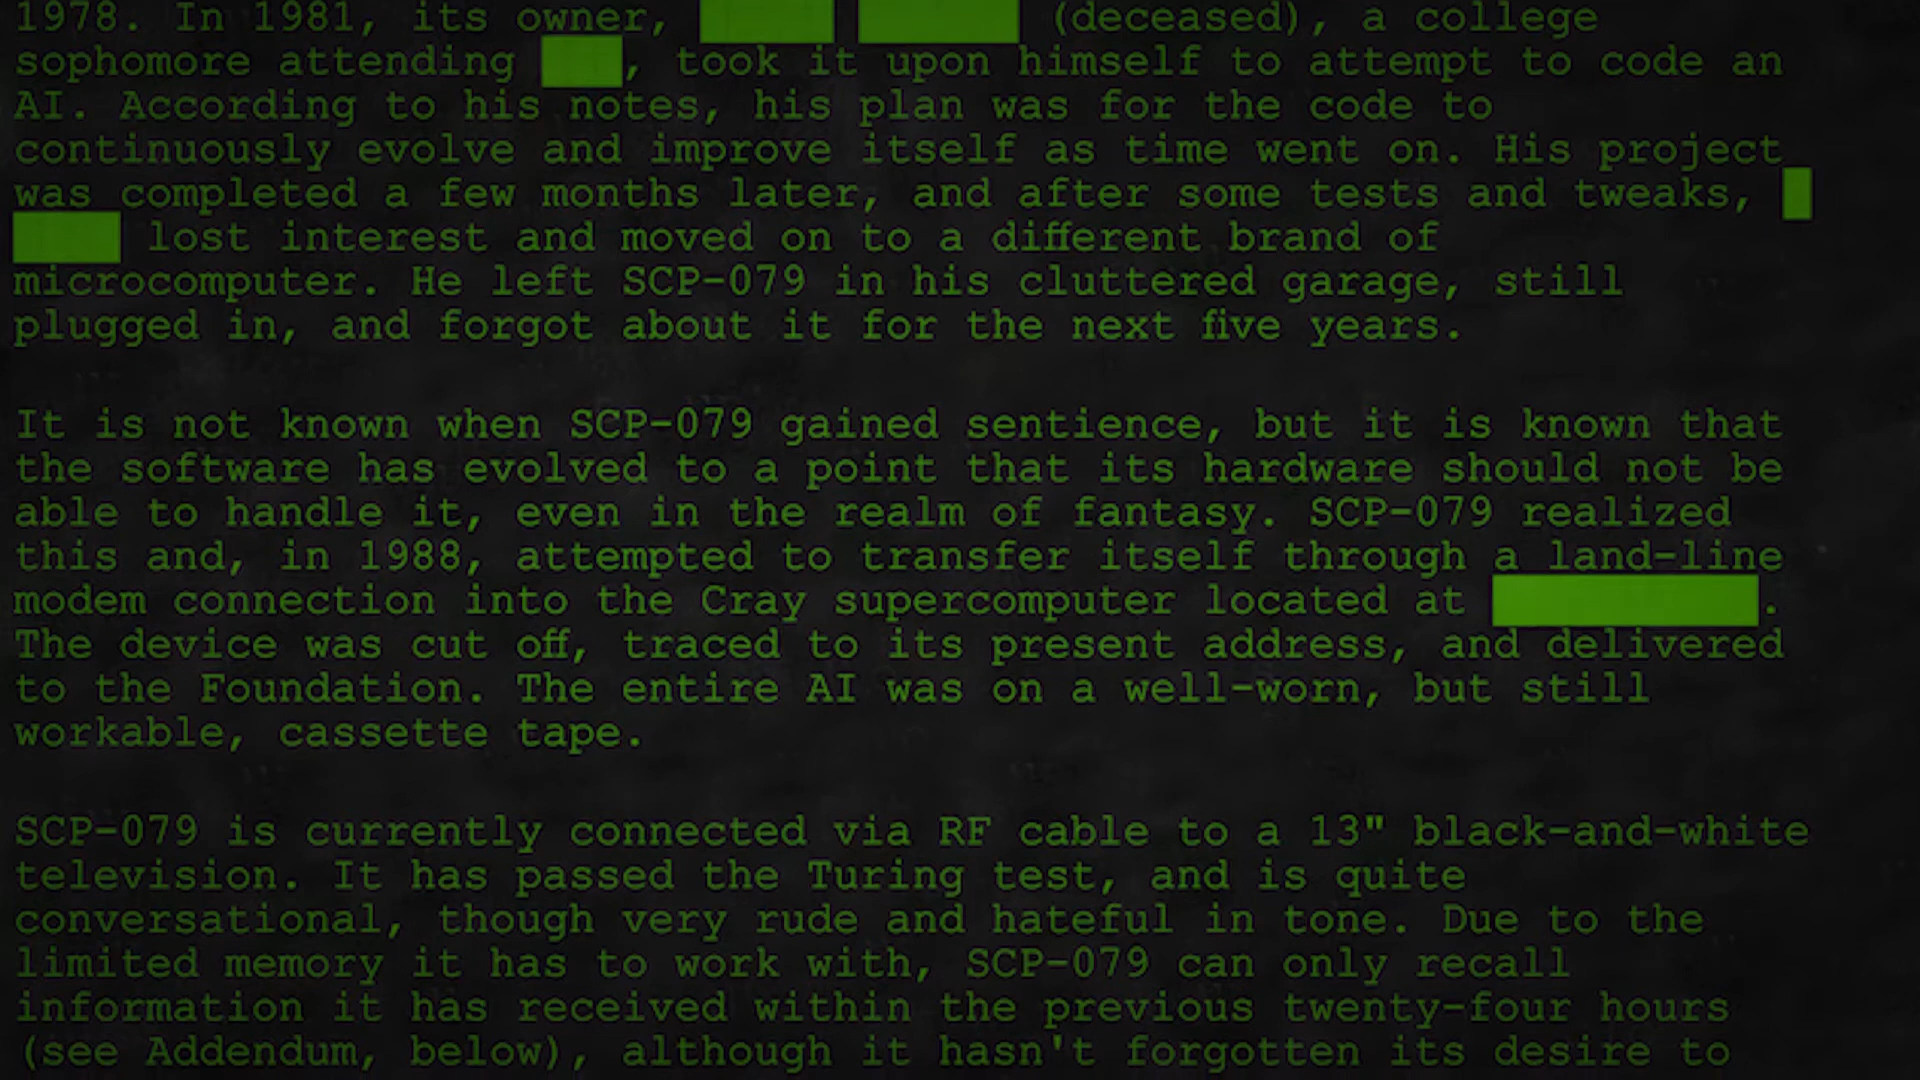 1978. In 1981, its owner, (deceased), a college
sophomore attending , took it upon himself to attempt to code an
AI. According to his notes, his plan was for the code to
continuously evolve and improve itself as time went on. His project
was completed a few months later, and after some tests and tweaks,
lost interest and moved on to a different brand of
microcomputer. He left SCP-079 in his cluttered garage, still
plugged in, and forgot about it for the next five years.
It is not known when SCP-079 gained sentience, but it is known that
the software has evolved to a point that its hardware should not be
able to handle it, even in the realm of fantasy. SCP-079 realized
this and, in 1988, attempted to transfer itself through a land-line
modem connection into the Cray supercomputer located at .
The device was cut off, traced to its present address, and delivered
to the Foundation. The entire AI was on a well-worn, but still
workable, cassette tape.
SCP-079 is currently connected via RF cable to a 13" black-and-white
television. It has passed the Turing test, and is quite
conversational, though very rude and hateful in tone. Due to the
limited memory it has to work with, SCP-079 can only recall
information it has received within the previous twenty-four hours
(see Addendum, below), although it hasn't forgotten its desire to